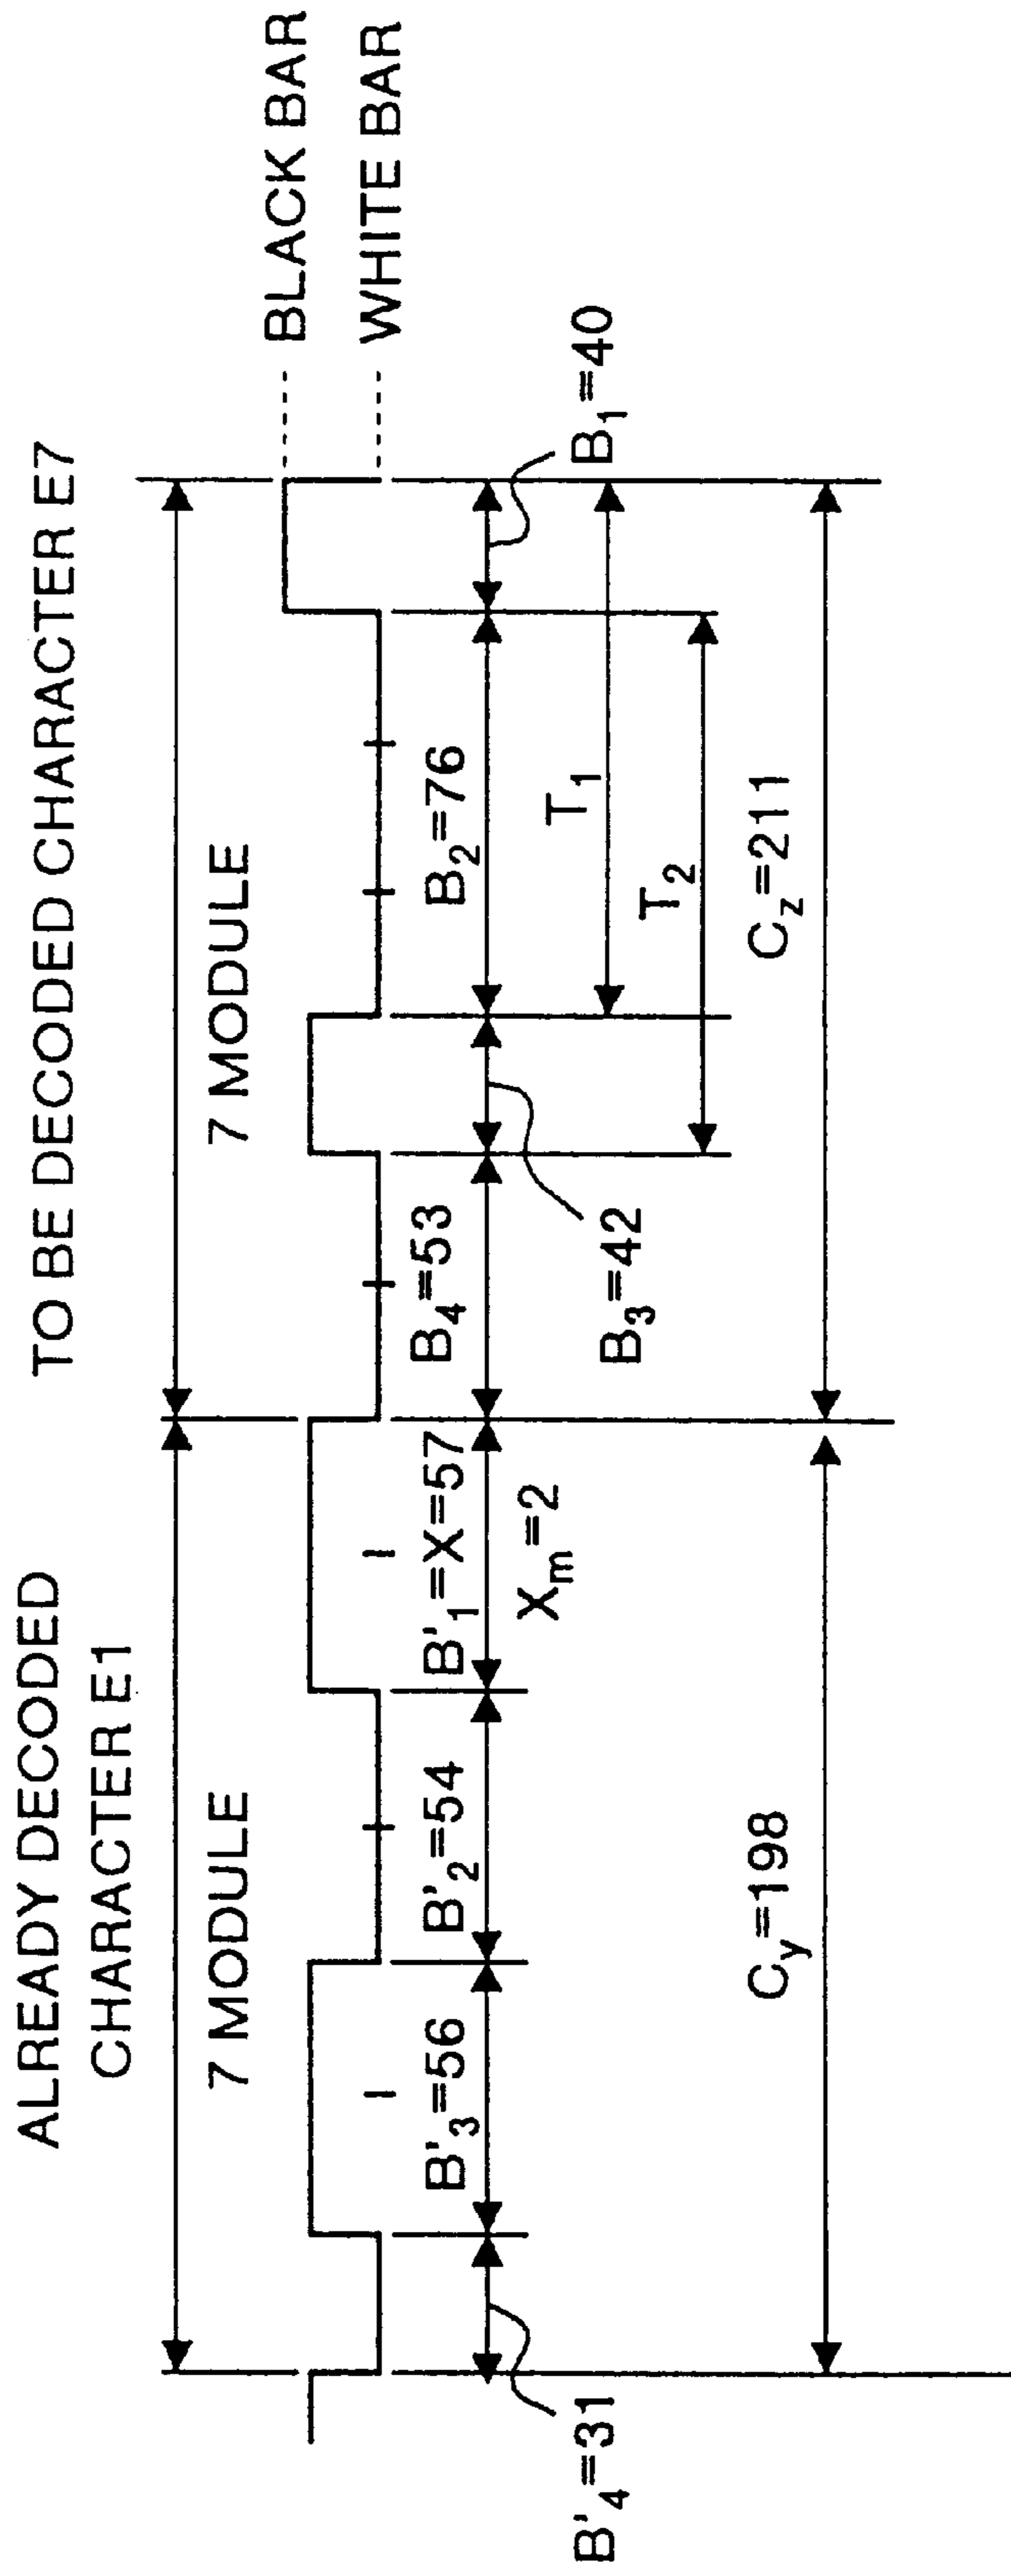 ALREADY DECODED
CHARACTER E1
TO BE DECODED CHARACTER E7
7 MODULE
7 MODULE
BLACK BAR
WHITE BAR
B'4=31
B'3=56
B'2=54
B'1=X=57
Xm=2
B4=53
B3=42
B2=76
B1=40
T1
T2
Cy=198
Cz=211